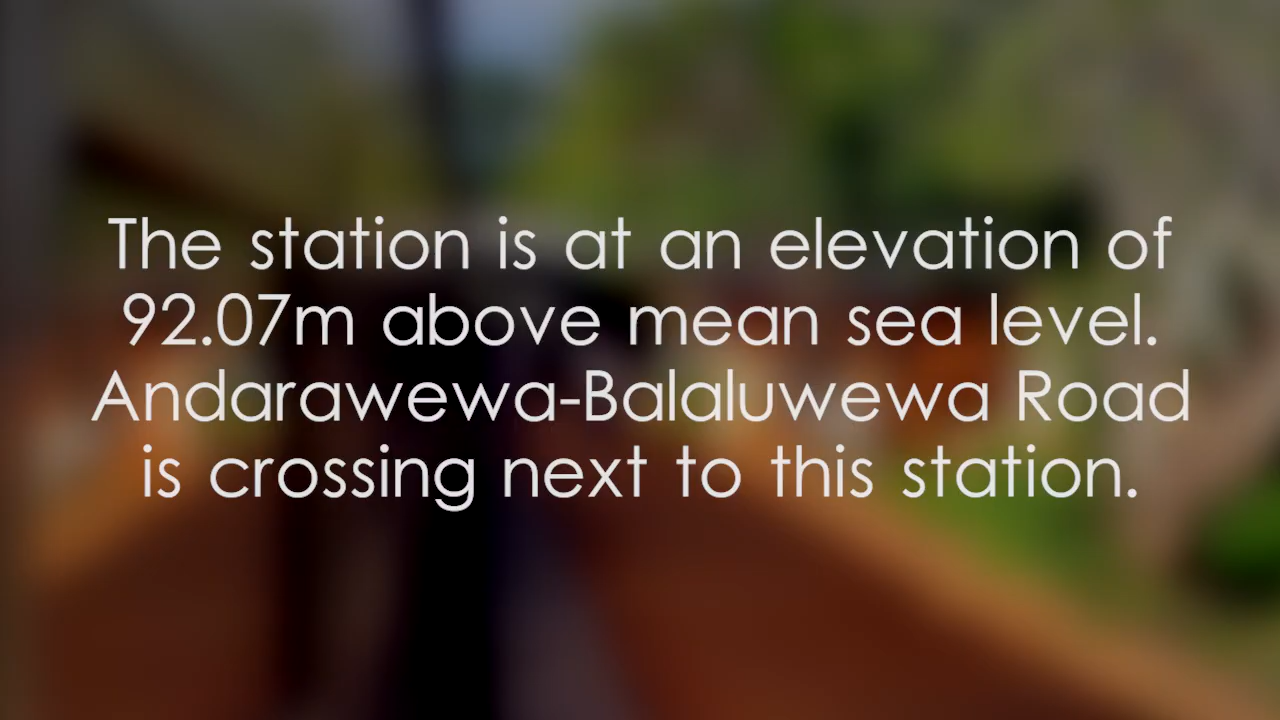 The station is at an elevation of
92.07m above mean sea level.
Andarawewa-Balaluwewa Road
is crossing next to this station.